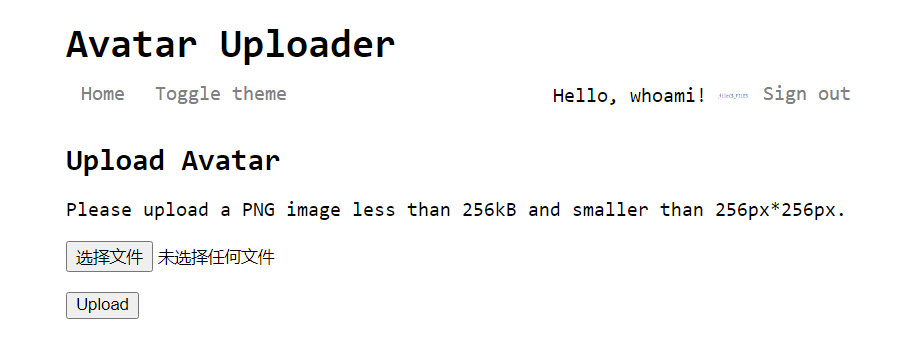 Avatar Uploader
Home Toggle theme Hello, whoami! Sign out
Upload Avatar
Please upload a PNG image less than 256kB and smaller than 256px*256px.
选择文件 未选择任何文件
Upload